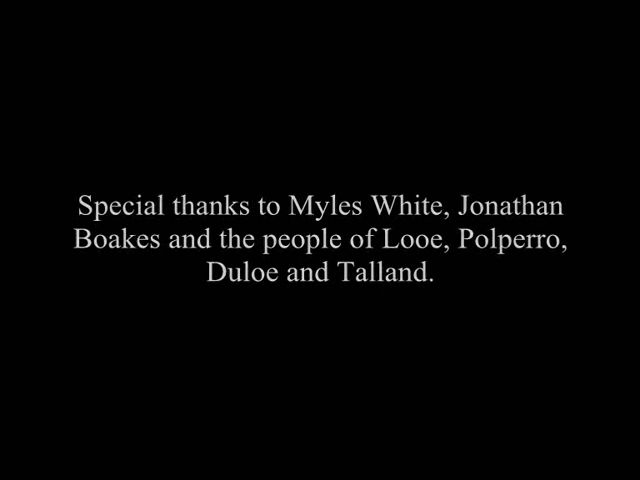 Special thanks to Myles White, Jonathan
Boakes and the people of Looe, Polperro,
Duloe and Talland.